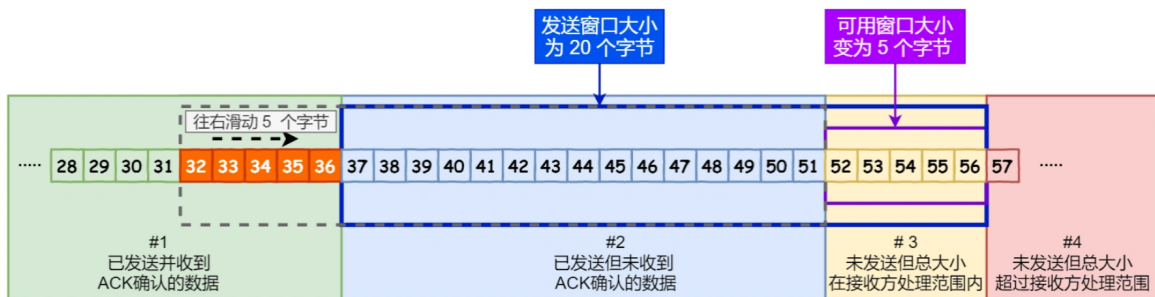 发送窗口大小
为 20 个字节
可用窗口大小
变为 5 个字节
往右滑动 5 个字节
..... 28 29 30 31 32 33 34 35 36 37 38 39 40 41 42 43 44 45 46 47 48 49 50 51 52 53 54 55 56 57 .....
#1
已发送并收到
ACK确认的数据
#2
已发送但未收到
ACK确认的数据
# 3
未发送但总大小
在接收方处理范围内
#4
未发送但总大小
超过接收方处理范围